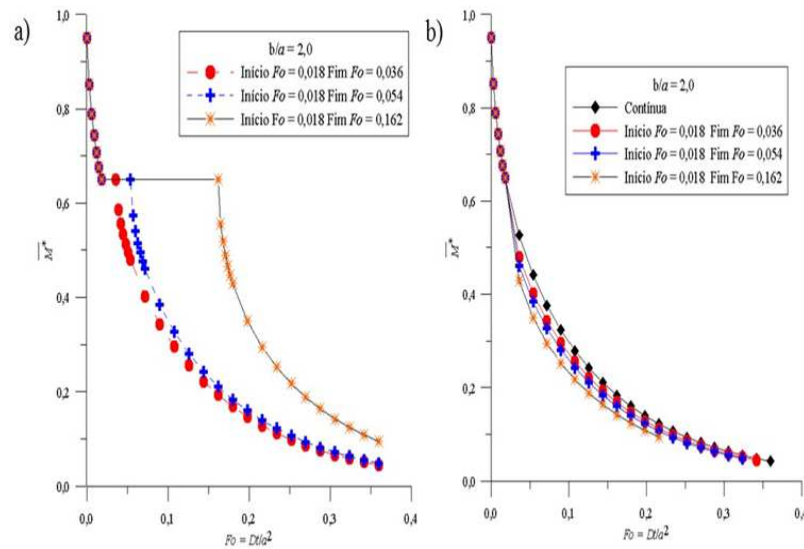 a)
1,0
0,8
0,6
0,4
0,2
0,0
M*
b/a = 2,0
Início Fo = 0,018 Fim Fo = 0,036
Início Fo = 0,018 Fim Fo = 0,054
Início Fo = 0,018 Fim Fo = 0,162
0,0 0,1 0,2 0,3 0,4
Fo = Dt/a²
b)
1,0
0,8
0,6
0,4
0,2
0,0
M*
b/a = 2,0
Contínua
Início Fo = 0,018 Fim Fo = 0,036
Início Fo = 0,018 Fim Fo = 0,054
Início Fo = 0,018 Fim Fo = 0,162
0,0 0,1 0,2 0,3 0,4
Fo = Dt/a²